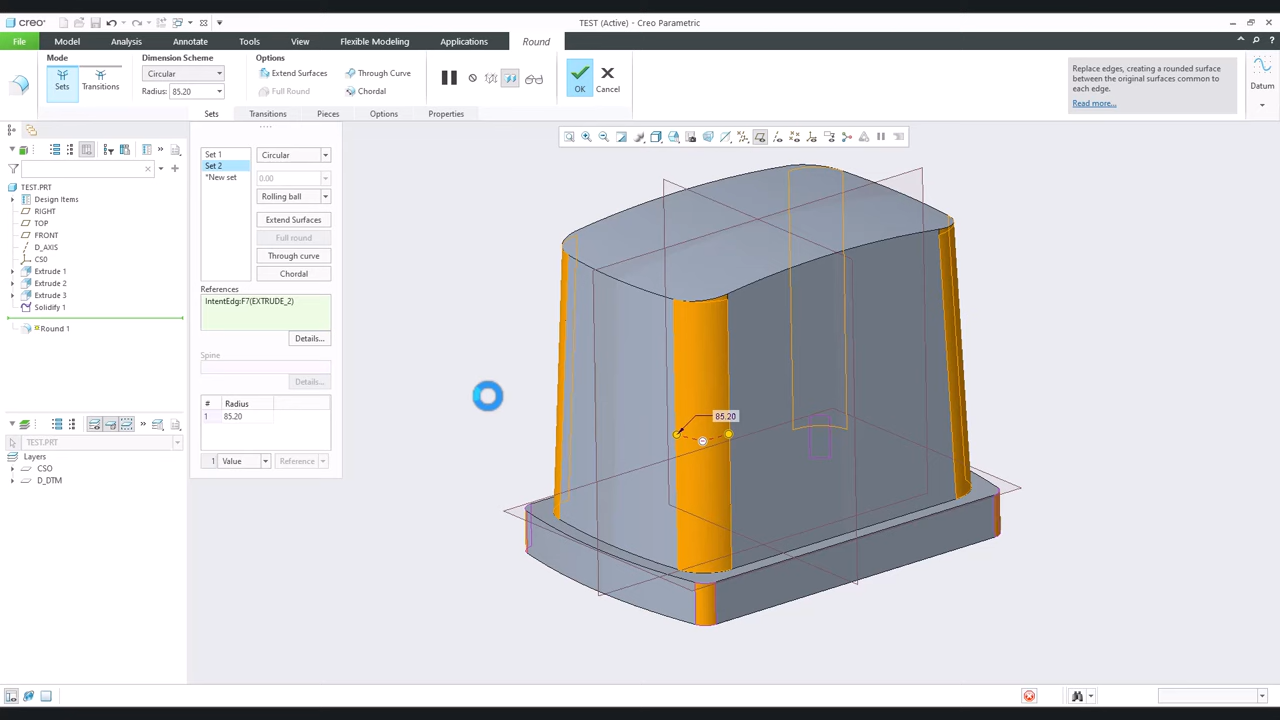 creo
TEST (Active) - Creo Parametric
File
Model
Analysis
Annotate
Tools
View
Flexible Modeling
Applications
Round
Mode
Dimension Scheme
Options
Sets
Transitions
Circular
Radius: 85.20
Extend Surfaces
Through Curve
Full Round
Chordal
OK
Cancel
Replace edges, creating a rounded surface
between the original surfaces common to
each edge.
Read more...
Datum
Sets
Transitions
Pieces
Options
Properties
TEST.PRT
Design Items
RIGHT
TOP
FRONT
D_AXIS
CS0
Extrude 1
Extrude 2
Extrude 3
Solidify 1
Round 1
Set 1
Set 2
*New set
Circular
0.00
Rolling ball
Extend Surfaces
Full round
Through curve
Chordal
References
IntentEdg:F7(EXTRUDE_2)
Details...
Spine
Details...
# Radius
1 85.20
1 Value
Reference
85.20
TEST.PRT
Layers
CSO
D_DTM